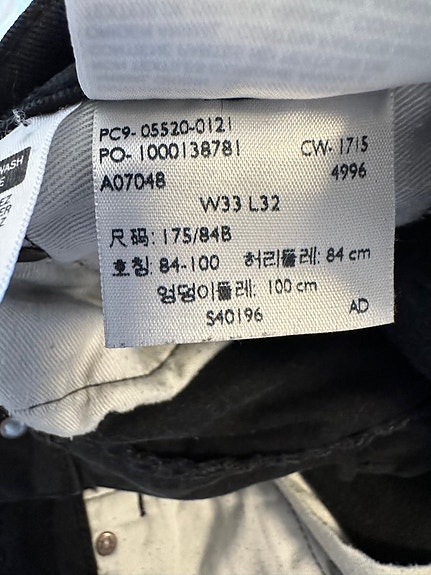 PC9- 05520-0121
PO- 1000138781 CW- 1715
A07048 4996
W33 L32
尺码: 175/84B
호칭: 84-100 허리둘레: 84 cm
엉덩이둘레: 100 cm
S40196 AD
WASH